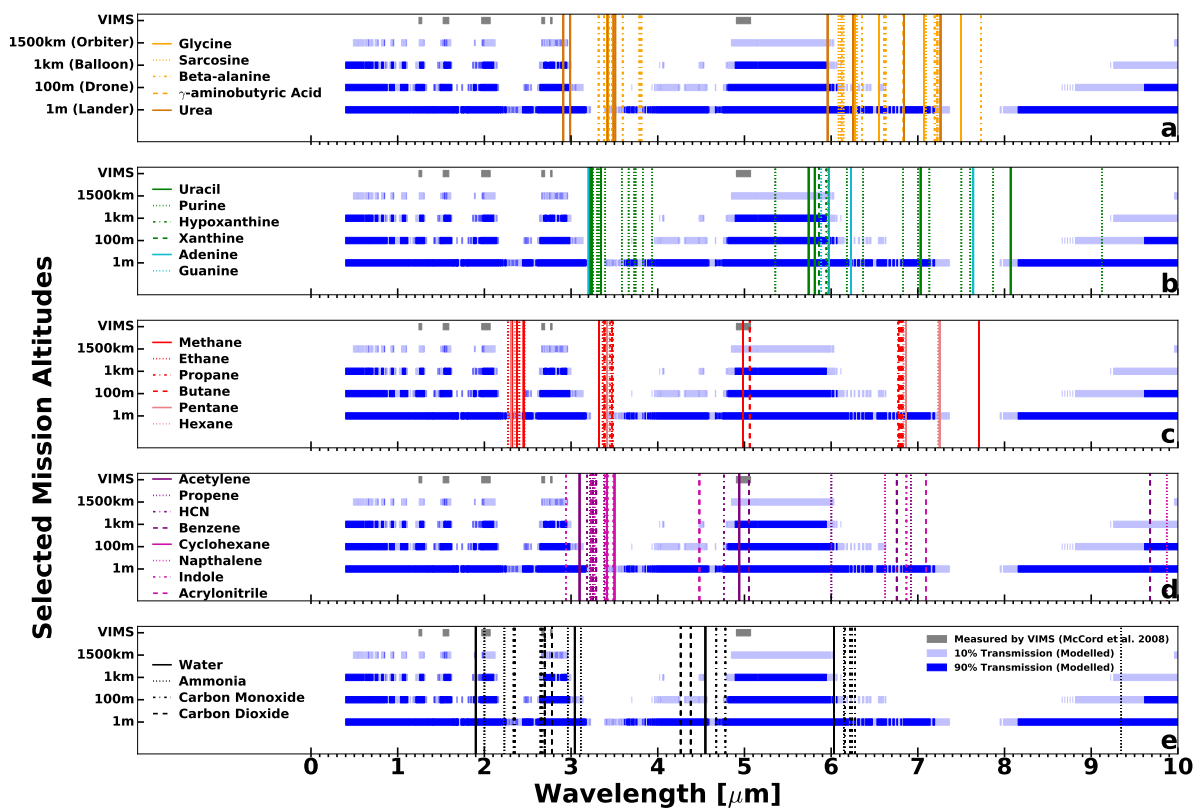 Selected Mission Altitudes
VIMS
1500km (Orbiter)
1km (Balloon)
100m (Drone)
1m (Lander)
Glycine
Sarcosine
Beta-alanine
γ-aminobutyric Acid
Urea
a
VIMS
1500km
1km
100m
1m
Uracil
Purine
Hypoxanthine
Xanthine
Adenine
Guanine
b
VIMS
1500km
1km
100m
1m
Methane
Ethane
Propane
Butane
Pentane
Hexane
c
VIMS
1500km
1km
100m
1m
Acetylene
Propene
HCN
Benzene
Cyclohexane
Napthalene
Indole
Acrylonitrile
d
VIMS
1500km
1km
100m
1m
Water
Ammonia
Carbon Monoxide
Carbon Dioxide
Measured by VIMS (McCord et al. 2008)
10% Transmission (Modelled)
90% Transmission (Modelled)
e
0 1 2 3 4 5 6 7 8 9 10
Wavelength [μm]